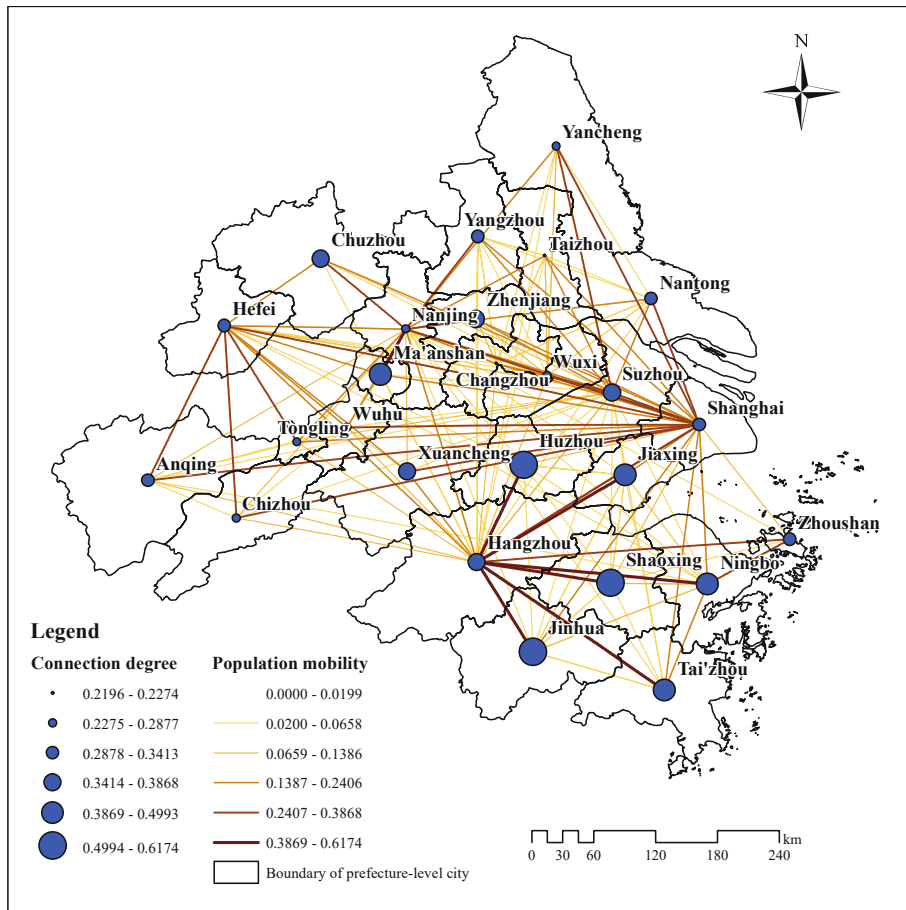 N
Yancheng
Yangzhou
Taizhou
Chuzhou
Nantong
Hefei
Zhenjiang
Nanjing
Ma'anshan
Wuxi
Changzhou
Suzhou
Shanghai
Wuhu
Tongling
Huzhou
Xuancheng
Jiaxing
Anqing
Chizhou
Zhoushan
Hangzhou
Shaoxing
Ningbo
Jinhua
Tai'zhou
Legend
Connection degree
0.2196 - 0.2274
0.2275 - 0.2877
0.2878 - 0.3413
0.3414 - 0.3868
0.3869 - 0.4993
0.4994 - 0.6174
Population mobility
0.0000 - 0.0199
0.0200 - 0.0658
0.0659 - 0.1386
0.1387 - 0.2406
0.2407 - 0.3868
0.3869 - 0.6174
Boundary of prefecture-level city
km
0 30 60 120 180 240